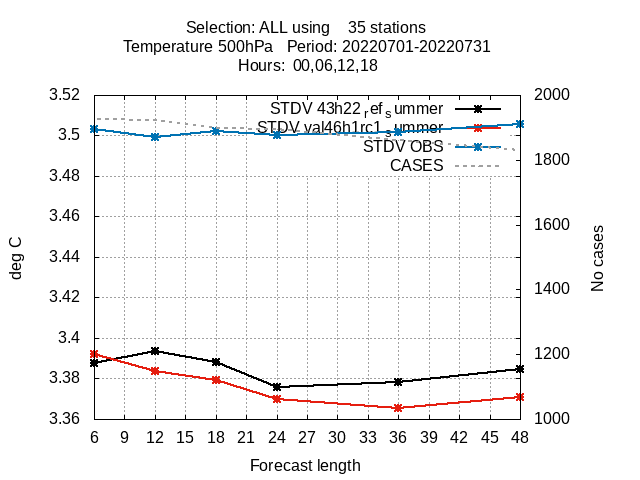 Selection: ALL using 35 stations
Temperature 500hPa Period: 20220701-20220731
Hours: 00,06,12,18
3.52
3.5
3.48
3.46
3.44
3.42
3.4
3.38
3.36
deg C
STDV 43h22_ref_summer
STDV val46h1rc1_summer
STDV OBS
CASES
2000
1800
1600
1400
1200
1000
No cases
6 9 12 15 18 21 24 27 30 33 36 39 42 45 48
Forecast length